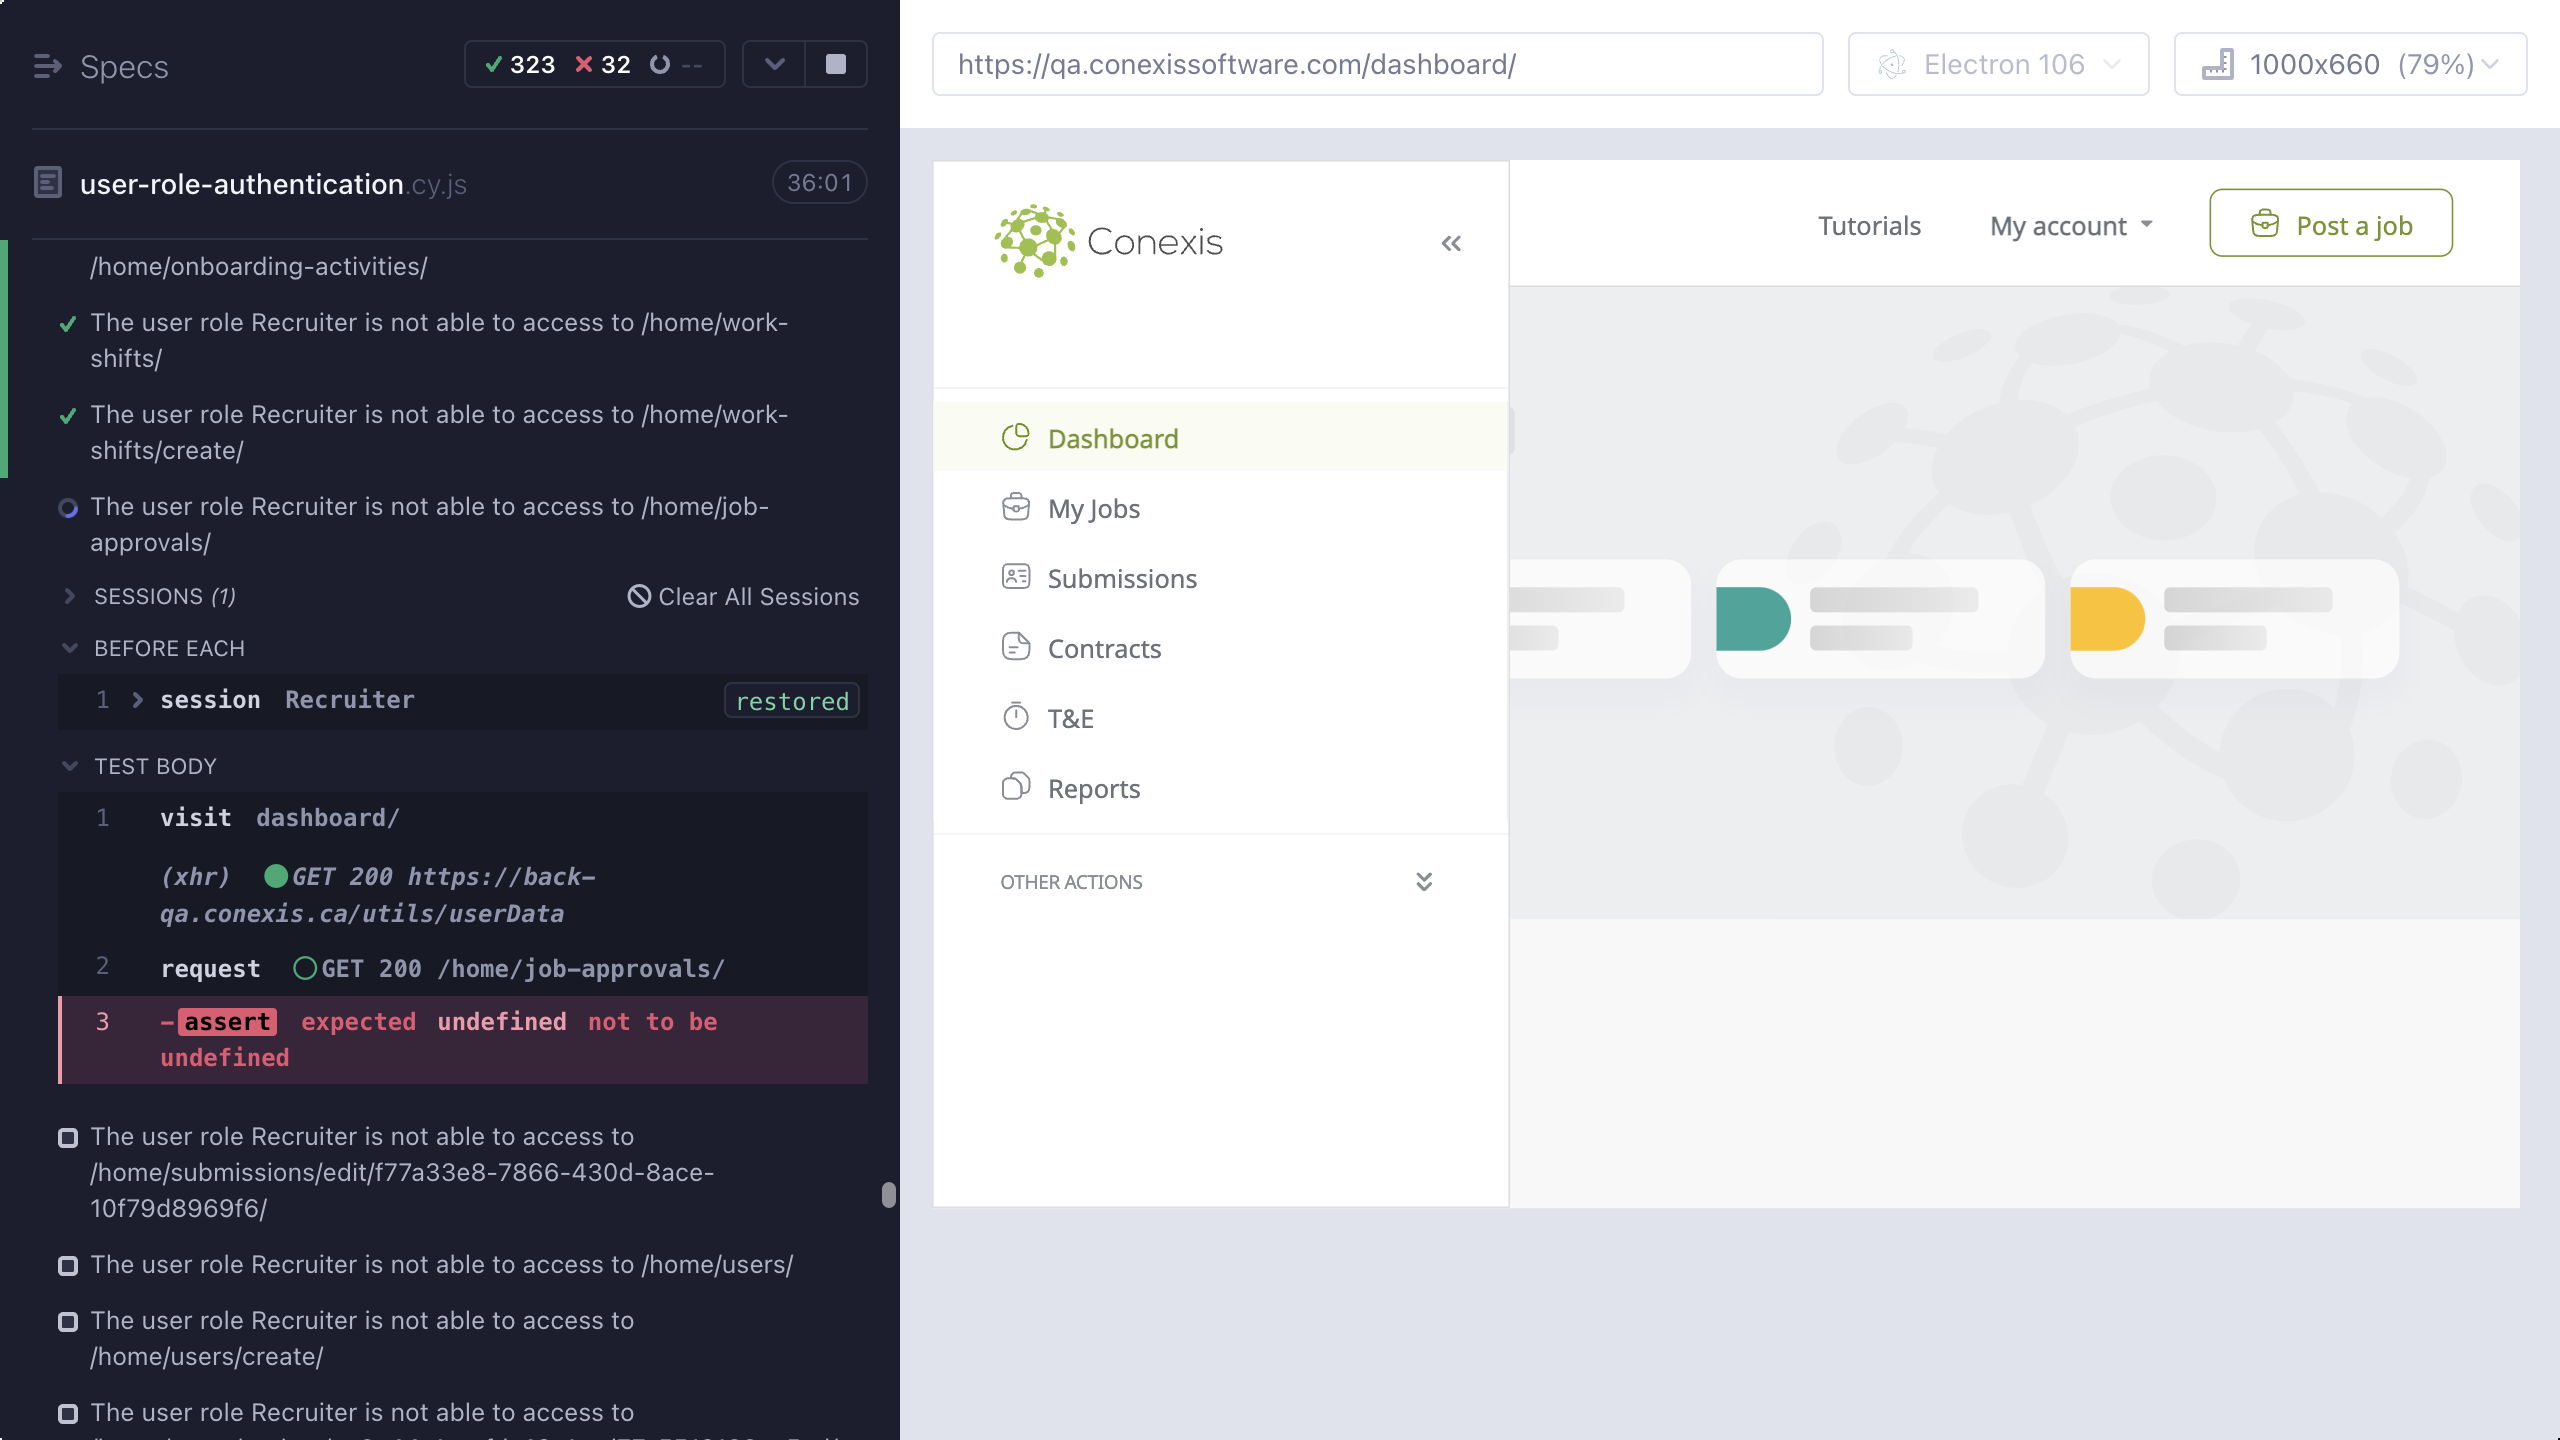 Specs
323 32 --
user-role-authentication.cy.js
36:01
/home/onboarding-activities/
The user role Recruiter is not able to access to /home/work-
shifts/
The user role Recruiter is not able to access to /home/work-
shifts/create/
The user role Recruiter is not able to access to /home/job-
approvals/
SESSIONS (1)
Clear All Sessions
BEFORE EACH
1 session Recruiter restored
TEST BODY
1 visit dashboard/
(xhr) GET 200 https://back-
qa.conexis.ca/utils/userData
2 request GET 200 /home/job-approvals/
3 -assert expected undefined not to be
undefined
The user role Recruiter is not able to access to
/home/submissions/edit/f77a33e8-7866-430d-8ace-
10f79d8969f6/
The user role Recruiter is not able to access to /home/users/
The user role Recruiter is not able to access to
/home/users/create/
The user role Recruiter is not able to access to
https://qa.conexissoftware.com/dashboard/
Electron 106
1000x660 (79%)
Conexis
Tutorials
My account
Post a job
Dashboard
My Jobs
Submissions
Contracts
T&E
Reports
OTHER ACTIONS